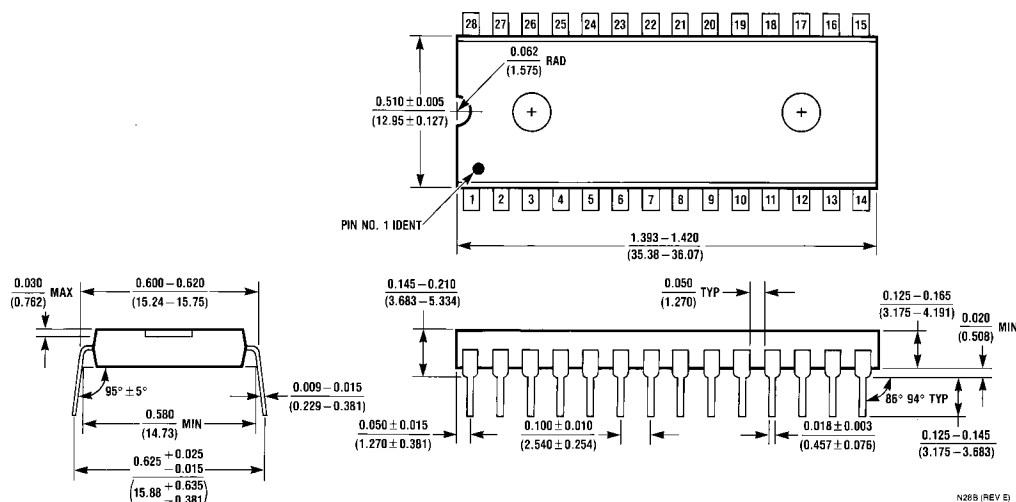 28 27 26 25 24 23 22 21 20 19 18 17 16 15
0.062
(1.575)
RAD
0.510 ± 0.005
(12.95 ± 0.127)
PIN NO. 1 IDENT
1 2 3 4 5 6 7 8 9 10 11 12 13 14
1.393 – 1.420
(35.38 – 36.07)
0.030
(0.762)
MAX
0.600 – 0.620
(15.24 – 15.75)
95° ± 5°
0.580
(14.73)
MIN
0.625 +0.025
-0.015
(15.88 +0.635
-0.381)
0.009 – 0.015
(0.229 – 0.381)
0.145 – 0.210
(3.683 – 5.334)
0.050
(1.270)
TYP
0.125 – 0.165
(3.175 – 4.191)
0.020
(0.508)
MIN
0.050 ± 0.015
(1.270 ± 0.381)
0.100 ± 0.010
(2.540 ± 0.254)
0.018 ± 0.003
(0.457 ± 0.076)
86° 94° TYP
0.125 – 0.145
(3.175 – 3.683)
N28B (REV E)